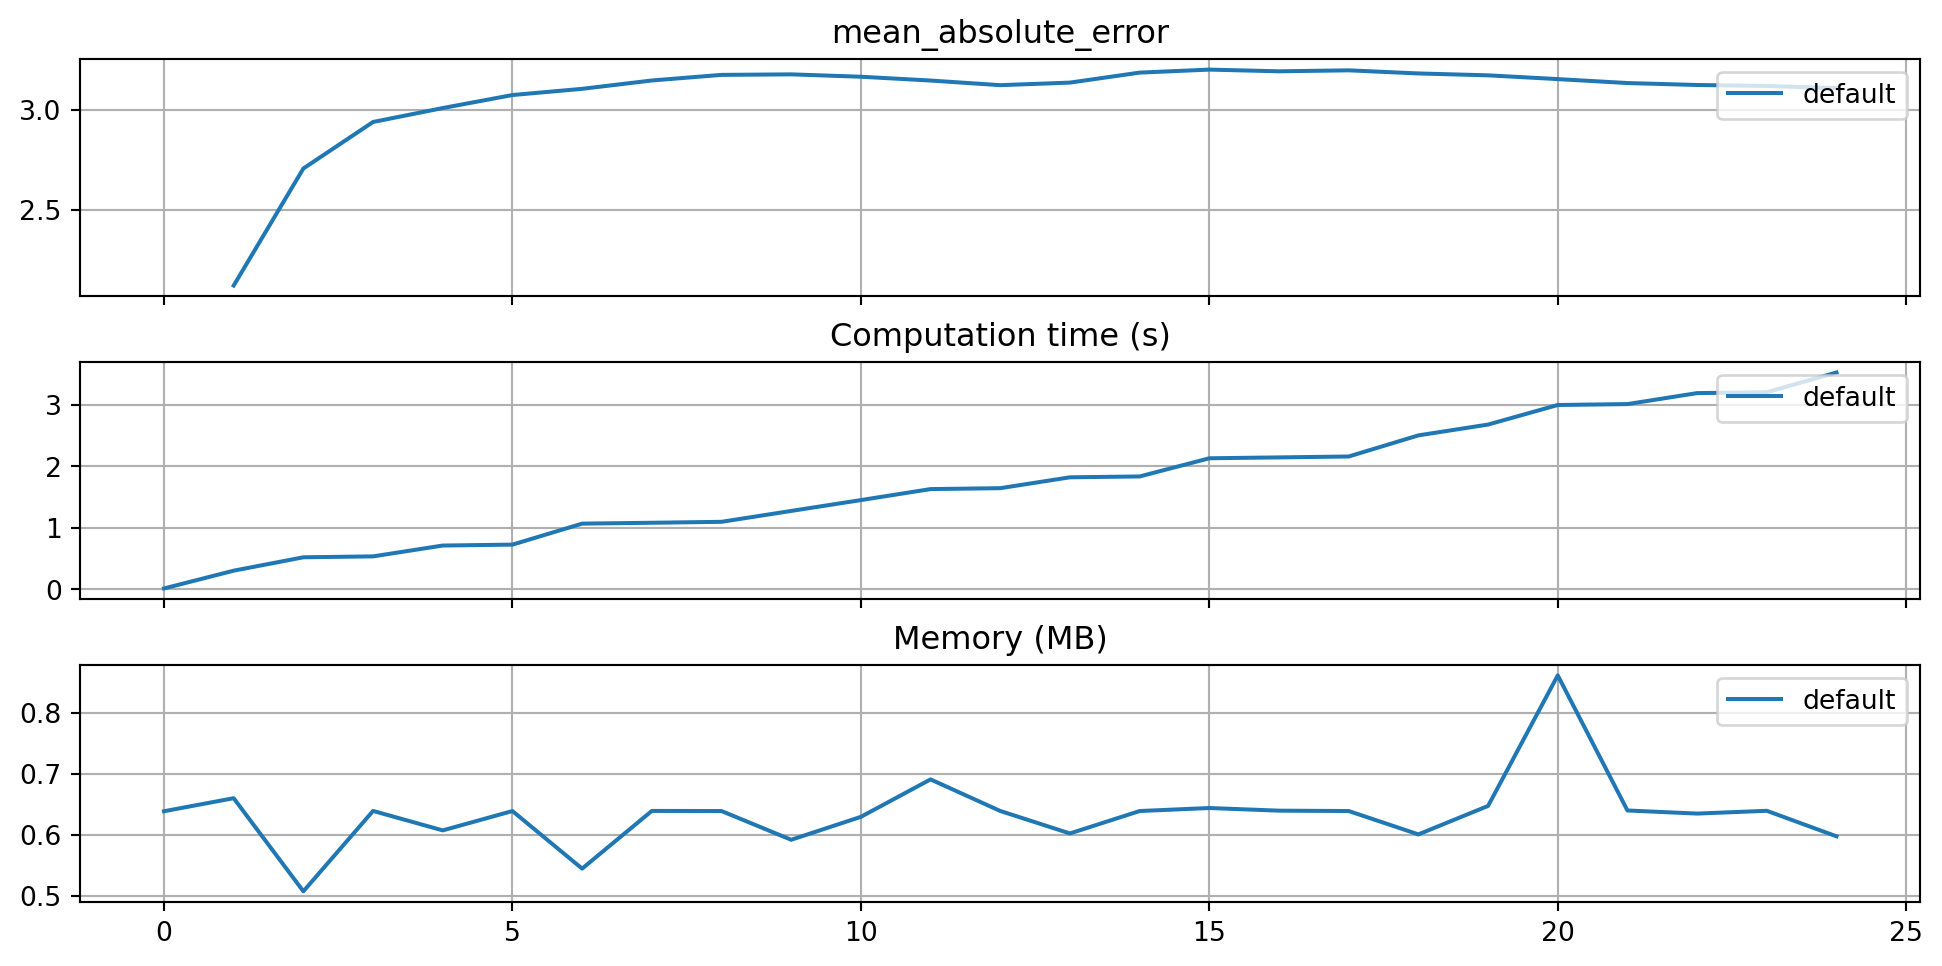 mean_absolute_error
3.0
2.5
default
Computation time (s)
3
2
1
0
default
Memory (MB)
0.8
0.7
0.6
0.5
default
0 5 10 15 20 25